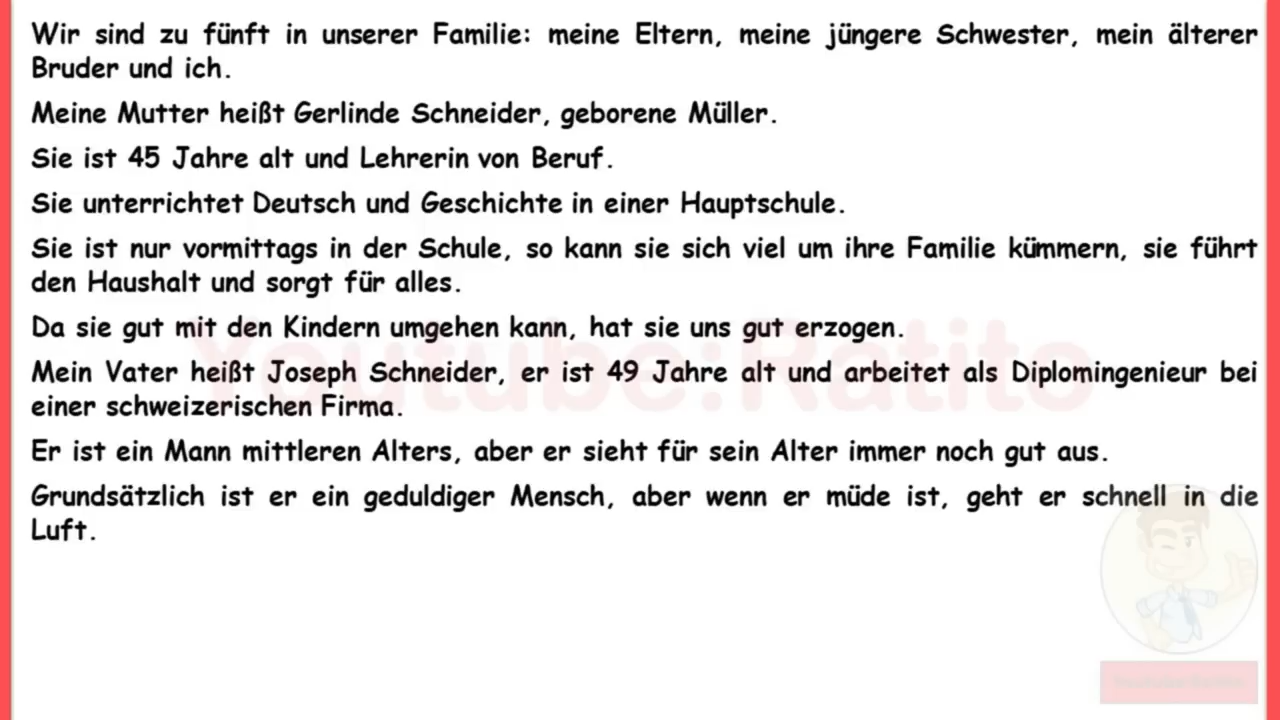 Wir sind zu fünft in unserer Familie: meine Eltern, meine jüngere Schwester, mein älterer
Bruder und ich.
Meine Mutter heißt Gerlinde Schneider, geborene Müller.
Sie ist 45 Jahre alt und Lehrerin von Beruf.
Sie unterrichtet Deutsch und Geschichte in einer Hauptschule.
Sie ist nur vormittags in der Schule, so kann sie sich viel um ihre Familie kümmern, sie führt
den Haushalt und sorgt für alles.
Da sie gut mit den Kindern umgehen kann, hat sie uns gut erzogen.
Youtube:Ratito
Mein Vater heißt Joseph Schneider, er ist 49 Jahre alt und arbeitet als Diplomingenieur bei
einer schweizerischen Firma.
Er ist ein Mann mittleren Alters, aber er sieht für sein Alter immer noch gut aus.
Grundsätzlich ist er ein geduldiger Mensch, aber wenn er müde ist, geht er schnell in die
Luft.